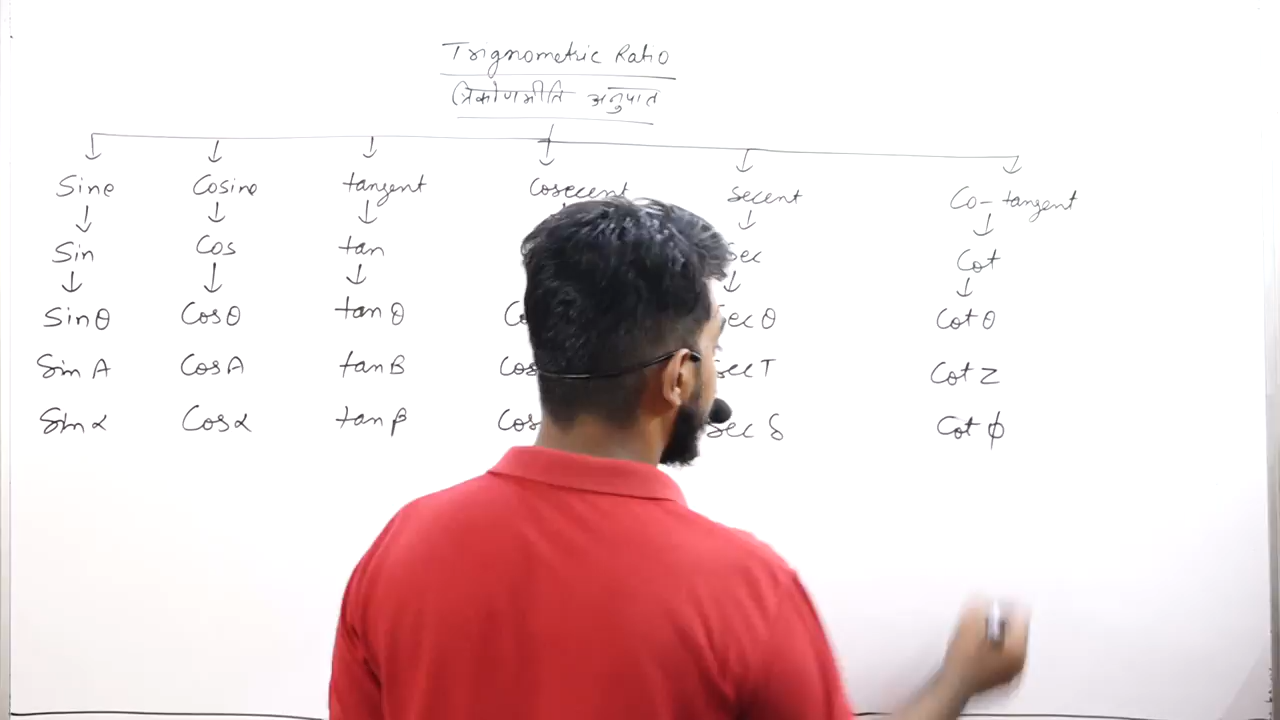 Trignometric Ratio
त्रिकोणमीति अनुपात
Sine Cosine tangent Cosecent secent Co-tangent
Sin Cos tan Sec Cot
Sin θ Cos θ tan θ Sec θ Cot θ
Sin A Cos A tan B Sec T Cot Z
Sin α Cos α tan β Sec δ Cot ϕ